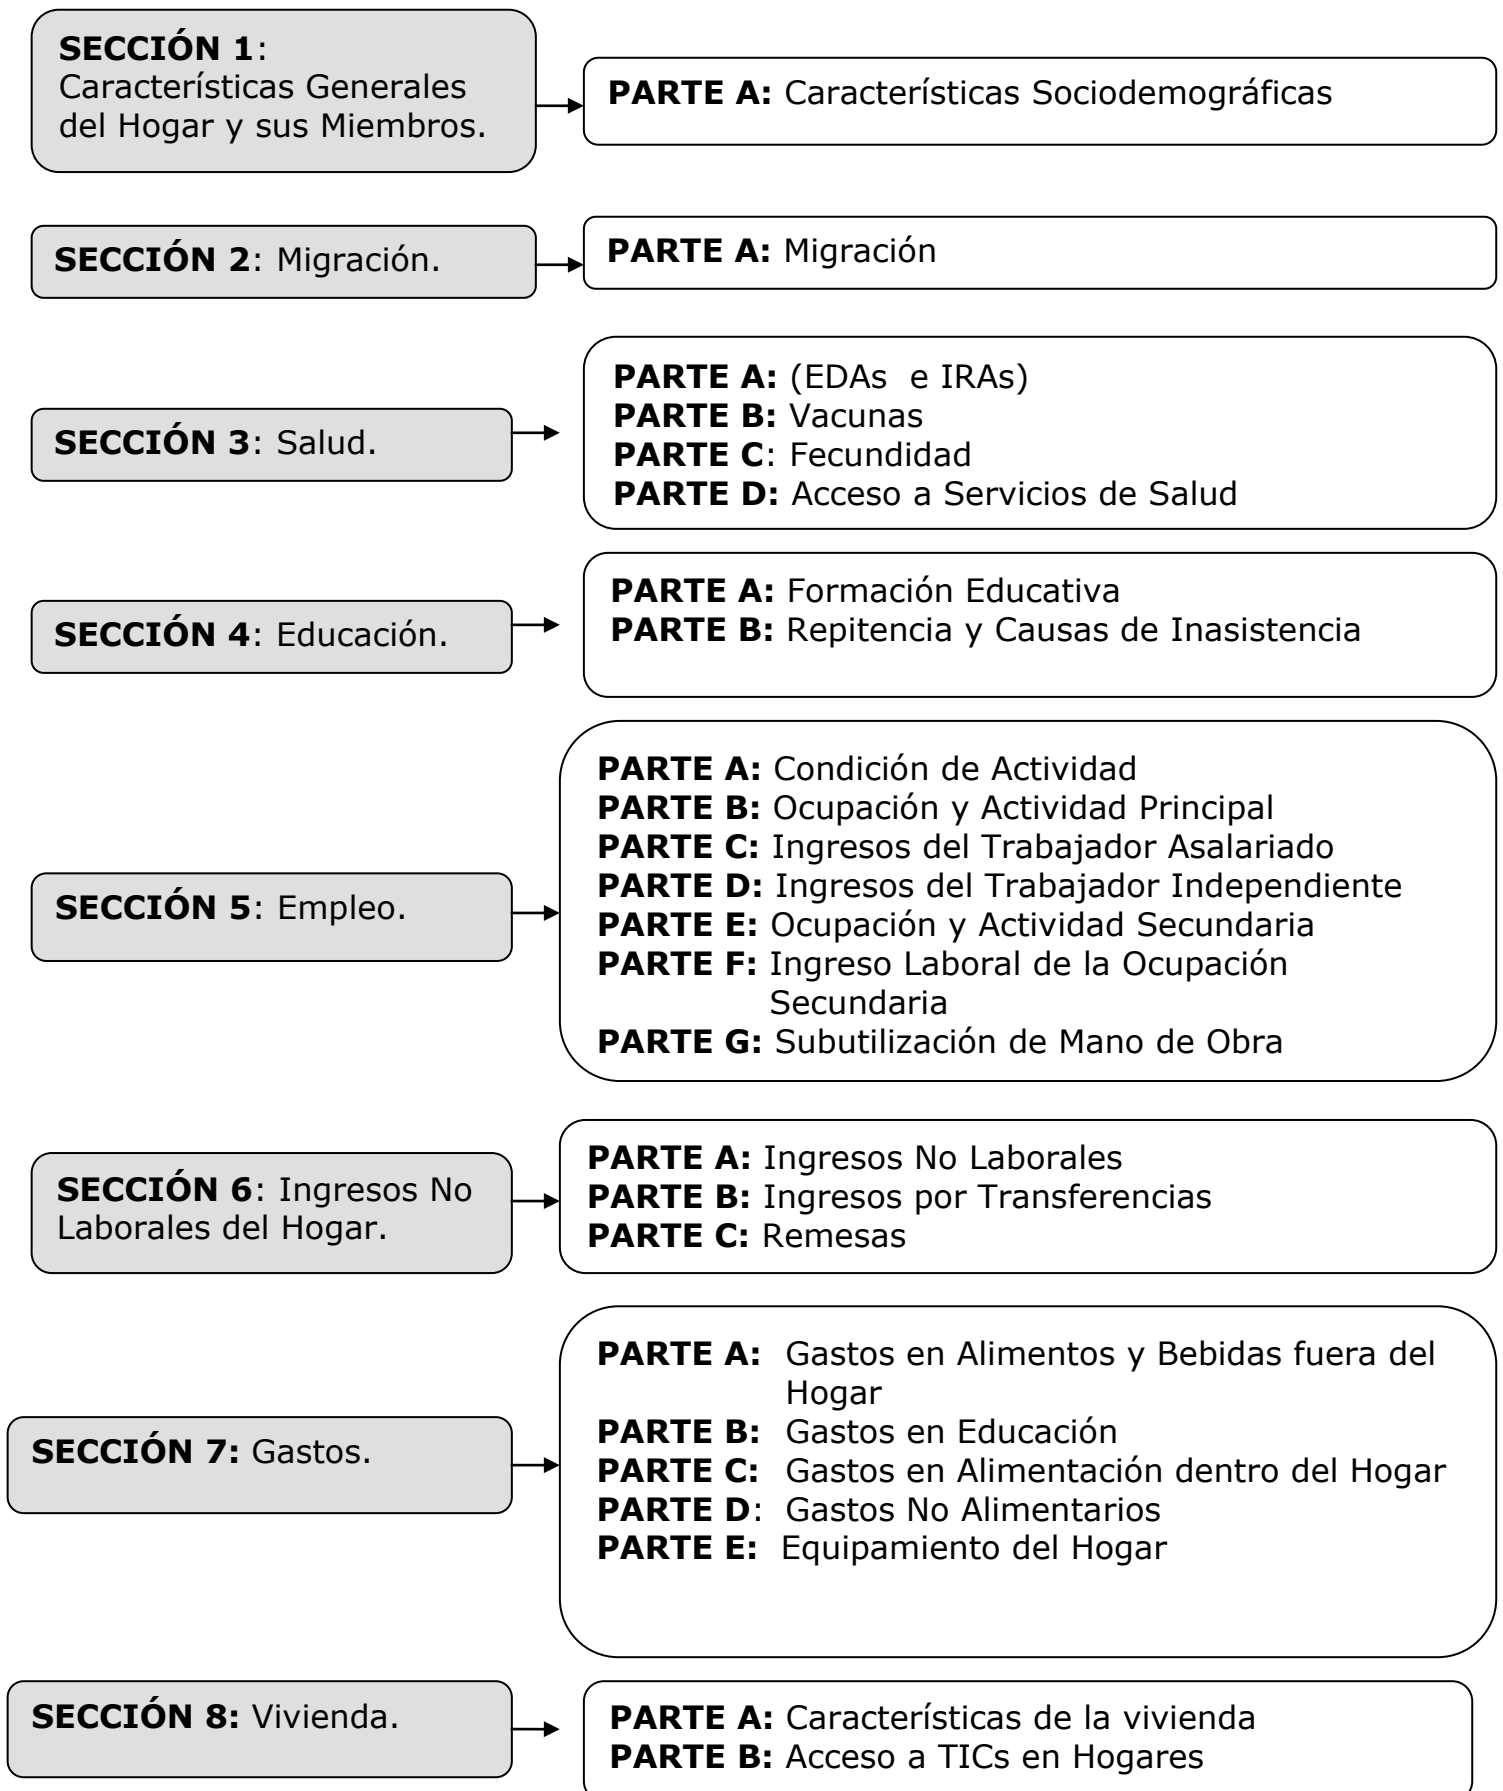 SECCIÓN 1:
Características Generales
del Hogar y sus Miembros.
PARTE A: Características Sociodemográficas
SECCIÓN 2: Migración.
PARTE A: Migración
SECCIÓN 3: Salud.
PARTE A: (EDAs e IRAs)
PARTE B: Vacunas
PARTE C: Fecundidad
PARTE D: Acceso a Servicios de Salud
SECCIÓN 4: Educación.
PARTE A: Formación Educativa
PARTE B: Repitencia y Causas de Inasistencia
SECCIÓN 5: Empleo.
PARTE A: Condición de Actividad
PARTE B: Ocupación y Actividad Principal
PARTE C: Ingresos del Trabajador Asalariado
PARTE D: Ingresos del Trabajador Independiente
PARTE E: Ocupación y Actividad Secundaria
PARTE F: Ingreso Laboral de la Ocupación
Secundaria
PARTE G: Subutilización de Mano de Obra
SECCIÓN 6: Ingresos No
Laborales del Hogar.
PARTE A: Ingresos No Laborales
PARTE B: Ingresos por Transferencias
PARTE C: Remesas
SECCIÓN 7: Gastos.
PARTE A: Gastos en Alimentos y Bebidas fuera del
Hogar
PARTE B: Gastos en Educación
PARTE C: Gastos en Alimentación dentro del Hogar
PARTE D: Gastos No Alimentarios
PARTE E: Equipamiento del Hogar
SECCIÓN 8: Vivienda.
PARTE A: Características de la vivienda
PARTE B: Acceso a TICs en Hogares